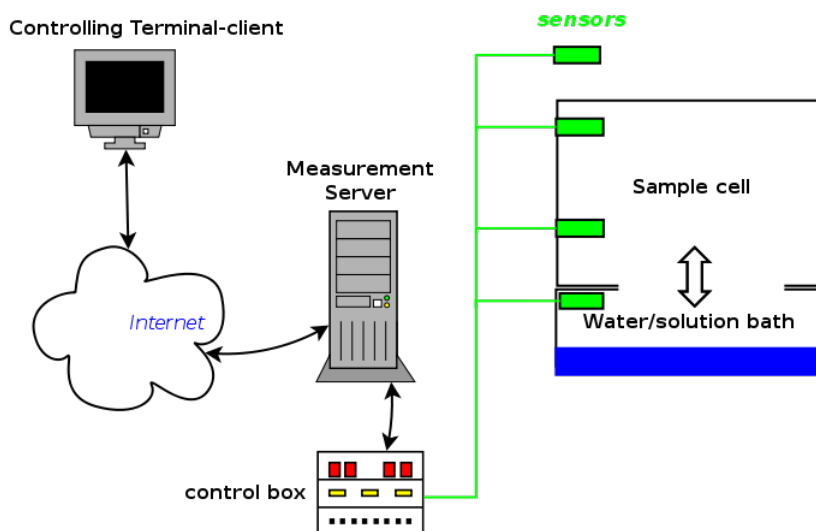 Controlling Terminal-client
sensors
Measurement
Server
Sample cell
Internet
Water/solution bath
control box